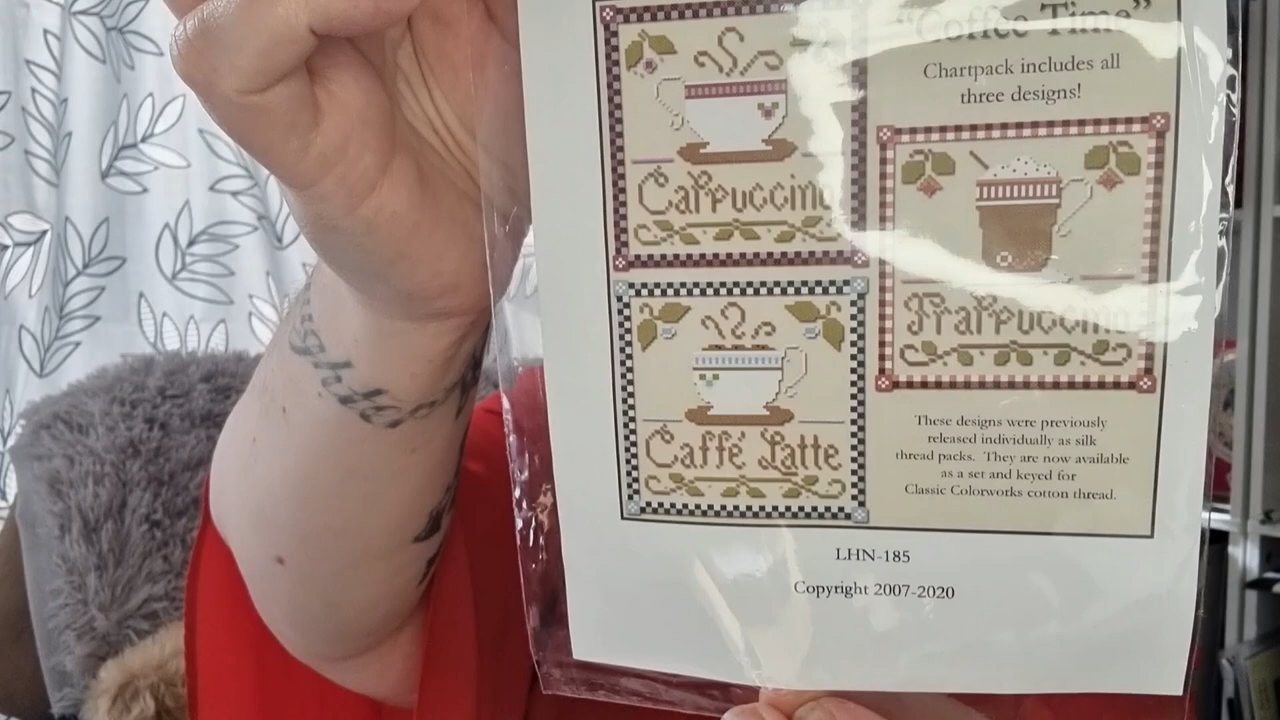 "Coffee Time"
Chartpack includes all
three designs!
Cappuccino
Frappuccino
Caffé Latte
These designs were previously
released individually as silk
thread packs. They are now available
as a set and keyed for
Classic Colorworks cotton thread.
LHN-185
Copyright 2007-2020